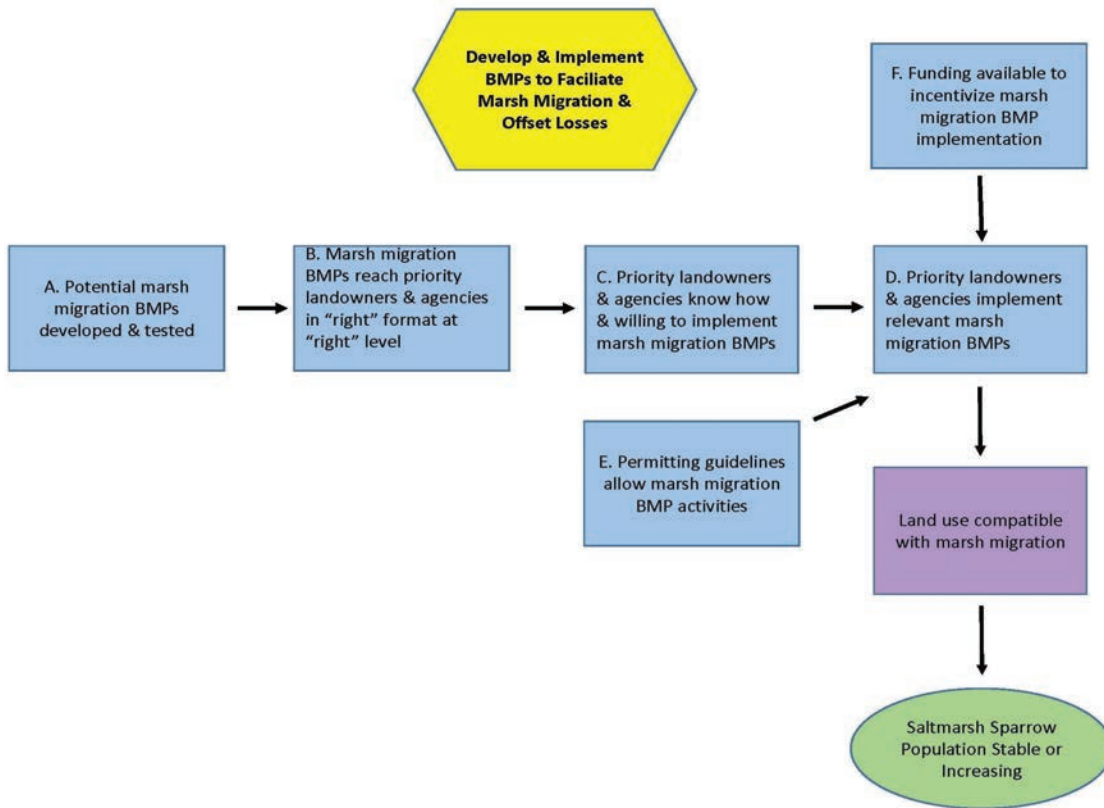 Develop & Implement
BMPs to Faciliate
Marsh Migration &
Offset Losses
F. Funding available to
incentivize marsh
migration BMP
implementation
A. Potential marsh
migration BMPs
developed & tested
B. Marsh migration
BMPs reach priority
landowners & agencies
in “right” format at
“right” level
C. Priority landowners
& agencies know how
& willing to implement
marsh migration BMPs
D. Priority landowners
& agencies implement
relevant marsh
migration BMPs
E. Permitting guidelines
allow marsh migration
BMP activities
Land use compatible
with marsh migration
Saltmarsh Sparrow
Population Stable or
Increasing